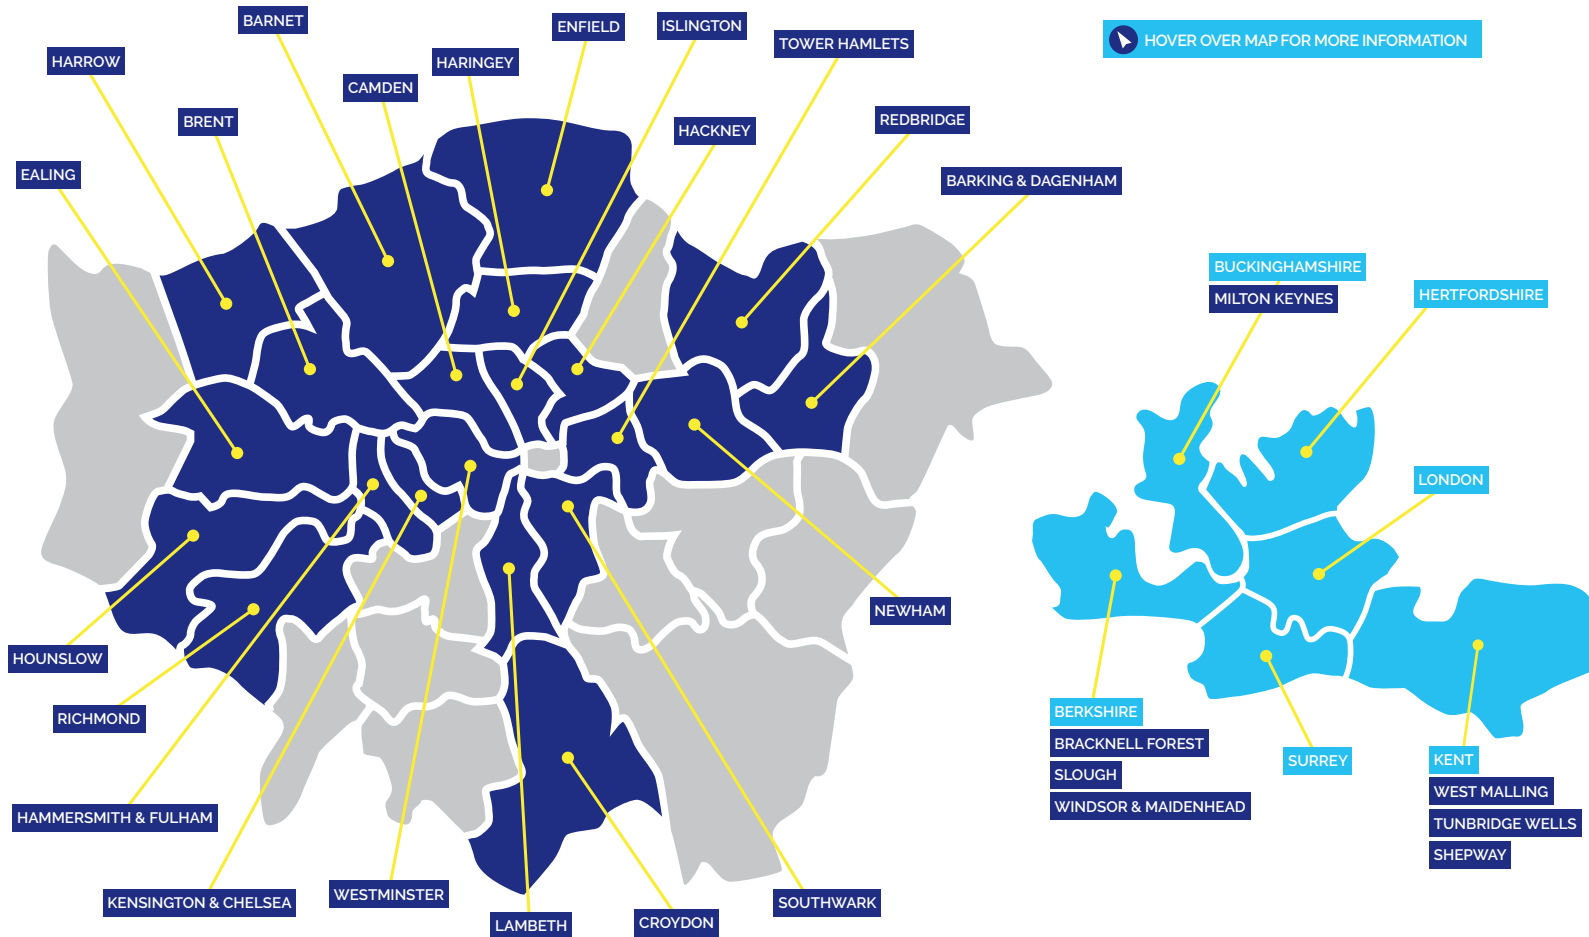 BARNET
ENFIELD
ISLINGTON
HARROW
HARINGEY
TOWER HAMLETS
HOVER OVER MAP FOR MORE INFORMATION
CAMDEN
BRENT
HACKNEY
REDBRIDGE
EALING
BARKING & DAGENHAM
BUCKINGHAMSHIRE
MILTON KEYNES
HERTFORDSHIRE
LONDON
NEWHAM
HOUNSLOW
RICHMOND
BERKSHIRE
BRACKNELL FOREST
SLOUGH
WINDSOR & MAIDENHEAD
SURREY
KENT
WEST MALLING
TUNBRIDGE WELLS
SHEPWAY
HAMMERSMITH & FULHAM
KENSINGTON & CHELSEA
WESTMINSTER
LAMBETH
CROYDON
SOUTHWARK